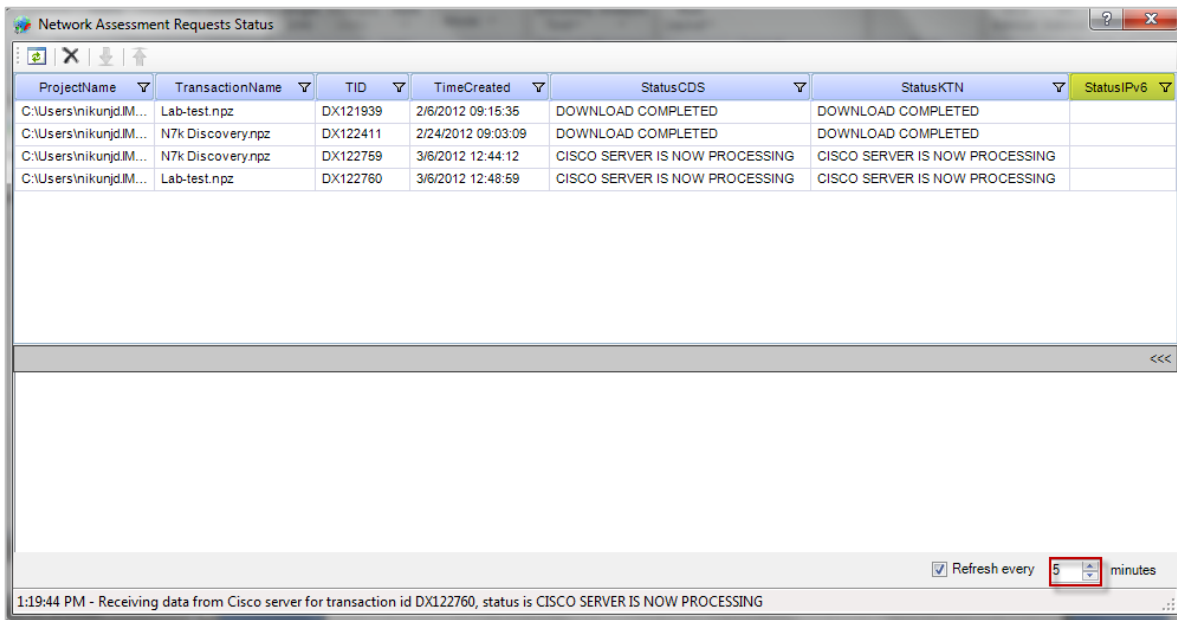 Network Assessment Requests Status
?
X
ProjectName TransactionName TID TimeCreated StatusCDS StatusKTN StatusIPv6
C:\Users\nikunjd.IM... Lab-test.npz DX121939 2/6/2012 09:15:35 DOWNLOAD COMPLETED DOWNLOAD COMPLETED
C:\Users\nikunjd.IM... N7k Discovery.npz DX122411 2/24/2012 09:03:09 DOWNLOAD COMPLETED DOWNLOAD COMPLETED
C:\Users\nikunjd.IM... N7k Discovery.npz DX122759 3/6/2012 12:44:12 CISCO SERVER IS NOW PROCESSING CISCO SERVER IS NOW PROCESSING
C:\Users\nikunjd.IM... Lab-test.npz DX122760 3/6/2012 12:48:59 CISCO SERVER IS NOW PROCESSING CISCO SERVER IS NOW PROCESSING
<<<
Refresh every 5 minutes
1:19:44 PM - Receiving data from Cisco server for transaction id DX122760, status is CISCO SERVER IS NOW PROCESSING